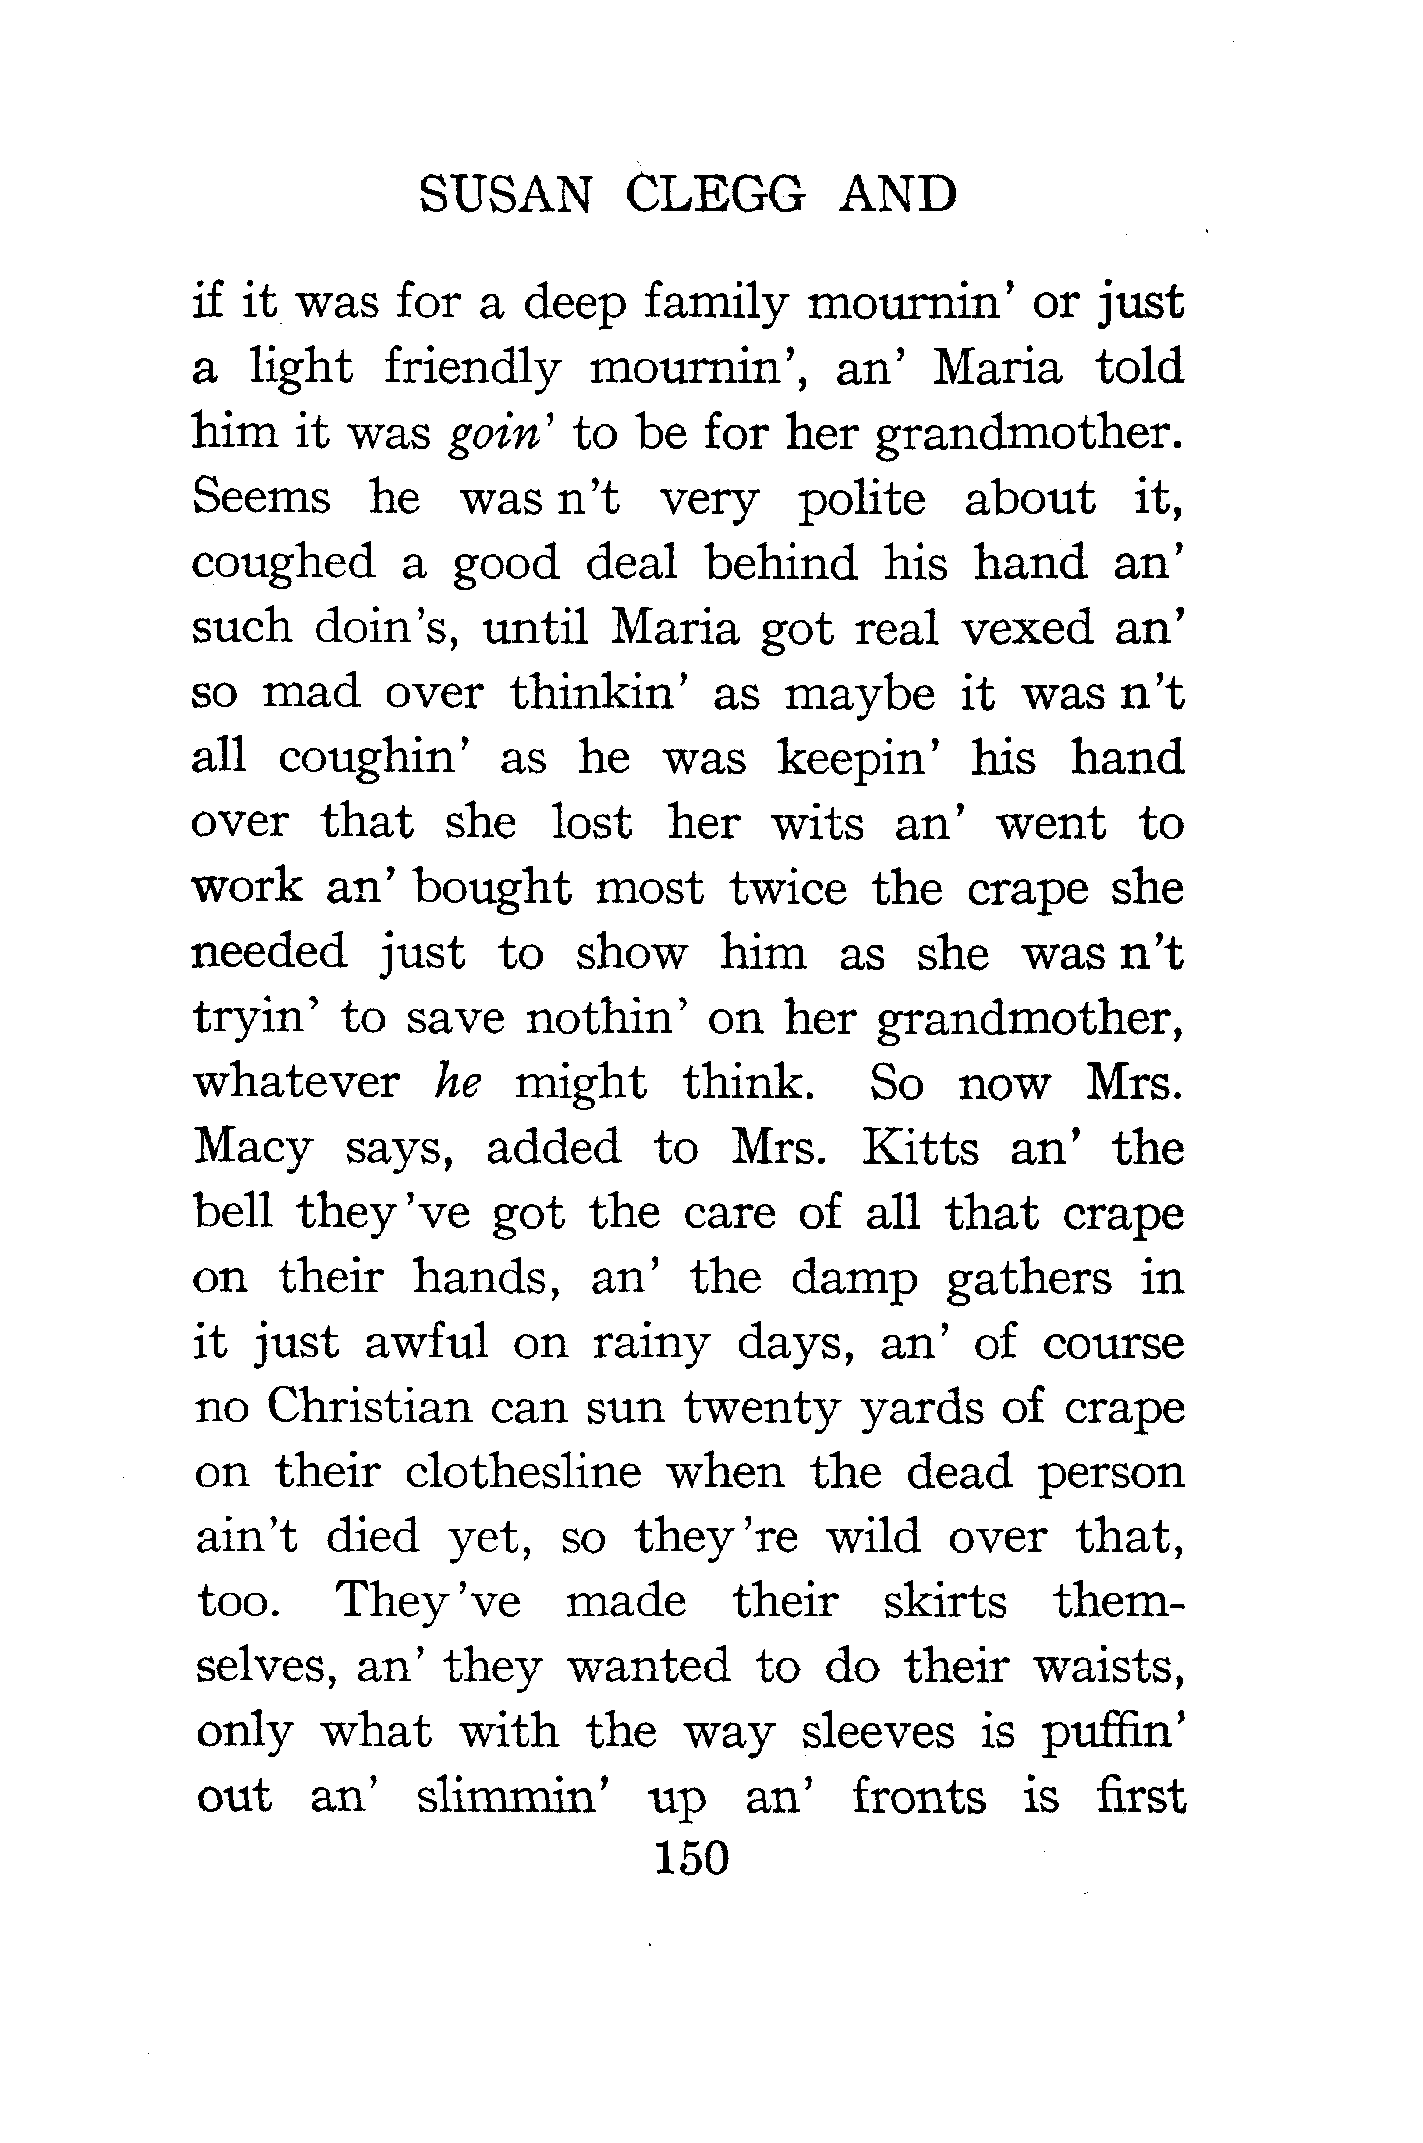 SUSAN CLEGG AND
if it was for a deep family mournin' or just
a light friendly mournin', an' Maria told
him it was goin' to be for her grandmother.
Seems he was n't very polite about it,
coughed a good deal behind his hand an'
such doin's, until Maria got real vexed an'
so mad over thinkin' as maybe it was n't
all coughin' as he was keepin' his hand
over that she lost her wits an' went to
work an' bought most twice the crape she
needed just to show him as she was n't
tryin' to save nothin' on her grandmother,
whatever he might think. So now Mrs.
Macy says, added to Mrs. Kitts an' the
bell they 've got the care of all that crape
on their hands, an' the damp gathers in
it just awful on rainy days, an' of course
no Christian can sun twenty yards of crape
on their clothesline when the dead person
ain't died yet, so they 're wild over that,
too. They 've made their skirts them-
selves, an' they wanted to do their waists,
only what with the way sleeves is puffin'
out an' slimmin' up an' fronts is first
150